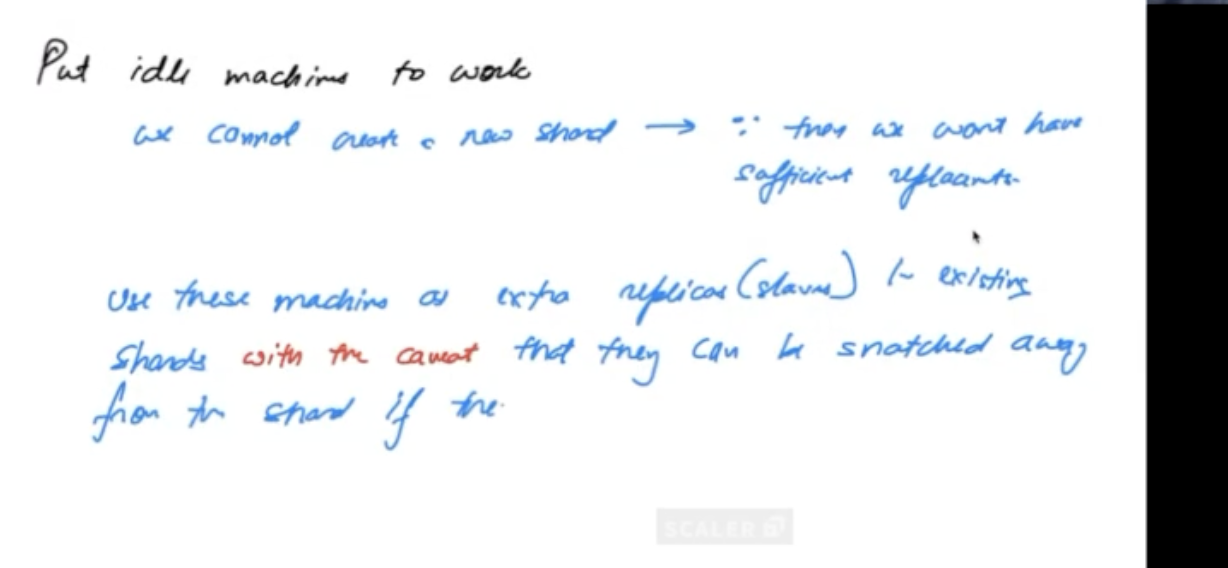 Put idle machines to work
we cannot create a new shard → ∵ then we wont have
sufficient replicants.
Use these machines as extra replicas (slaves) in existing
shards with the caveat that they can be snatched away
from the shard if the
SCALER